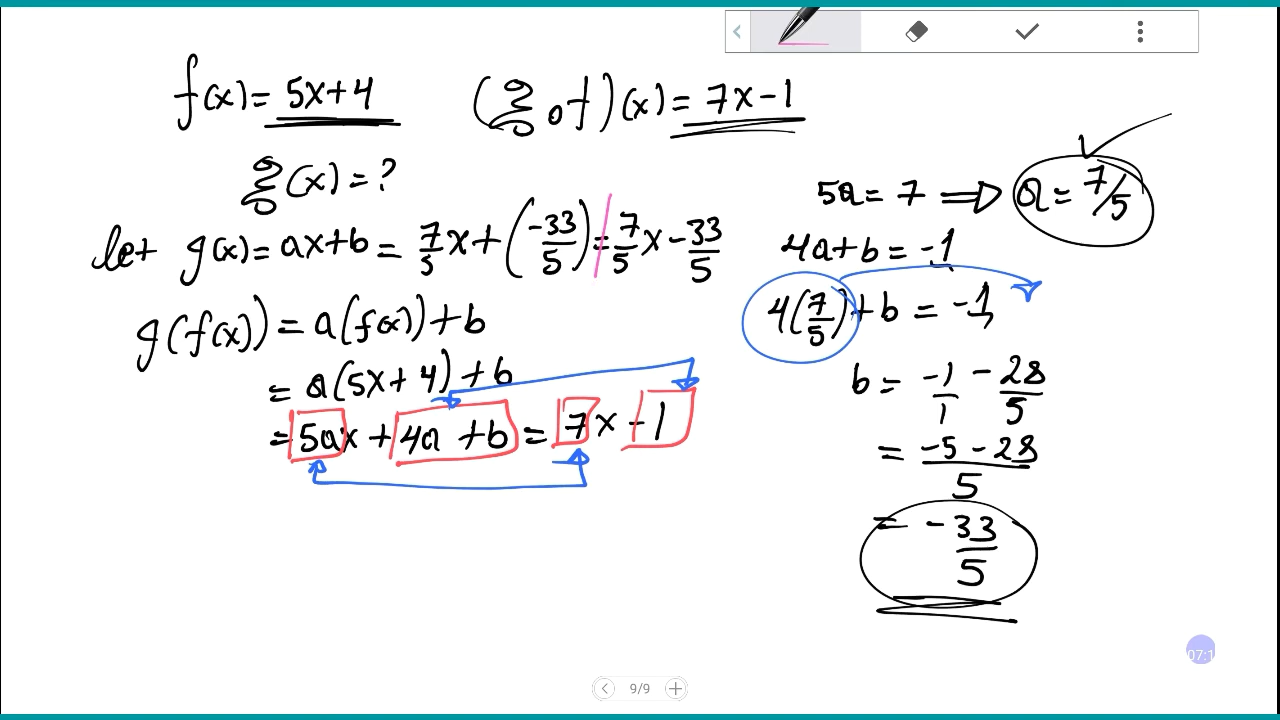 f(x) = 5x+4 (g o f)(x) = 7x-1
g(x) = ?
let g(x) = ax+b = 7/5 x + (-33/5) = 7/5 x - 33/5
g(f(x)) = a(f(x)) + b
= a(5x+4) + b
= 5ax + 4a + b = 7x - 1
5a = 7 ⇒ a = 7/5
4a+b = -1
4(7/5) + b = -1
b = -1/1 - 28/5
= -5-28/5
= -33/5
07:1
9/9